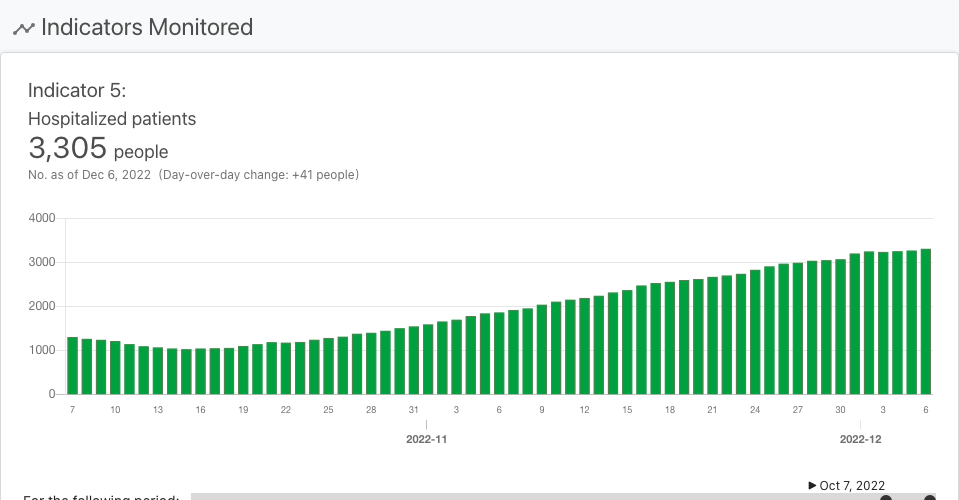 Indicators Monitored
Indicator 5:
Hospitalized patients
3,305 people
No. as of Dec 6, 2022 (Day-over-day change: +41 people)
4000
3000
2000
1000
0
7 10 13 16 19 22 25 28 31 3 6 9 12 15 18 21 24 27 30 3 6
2022-11 2022-12
Oct 7, 2022
For the following period: